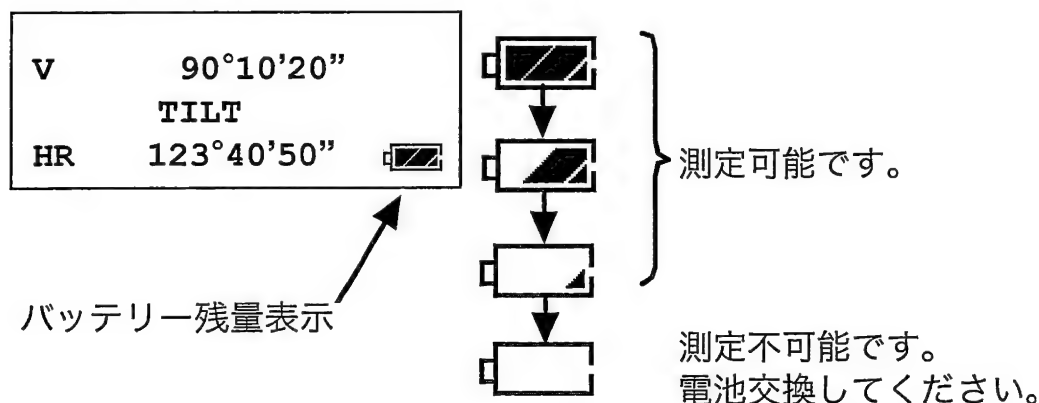 V 90°10’20”
TILT
HR 123°40’50”
測定可能です。
バッテリー残量表示
測定不可能です。
電池交換してください。